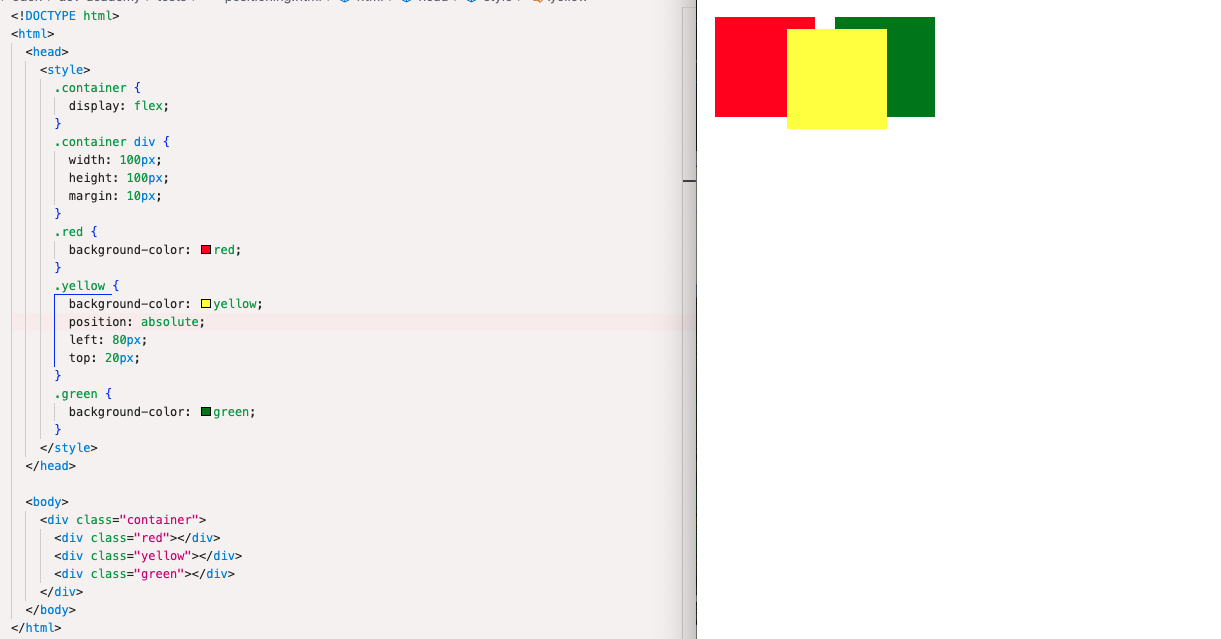 <!DOCTYPE html>
<html>
<head>
<style>
.container {
display: flex;
}
.container div {
width: 100px;
height: 100px;
margin: 10px;
}
.red {
background-color: red;
}
.yellow {
background-color: yellow;
position: absolute;
left: 80px;
top: 20px;
}
.green {
background-color: green;
}
</style>
</head>
<body>
<div class="container">
<div class="red"></div>
<div class="yellow"></div>
<div class="green"></div>
</div>
</body>
</html>